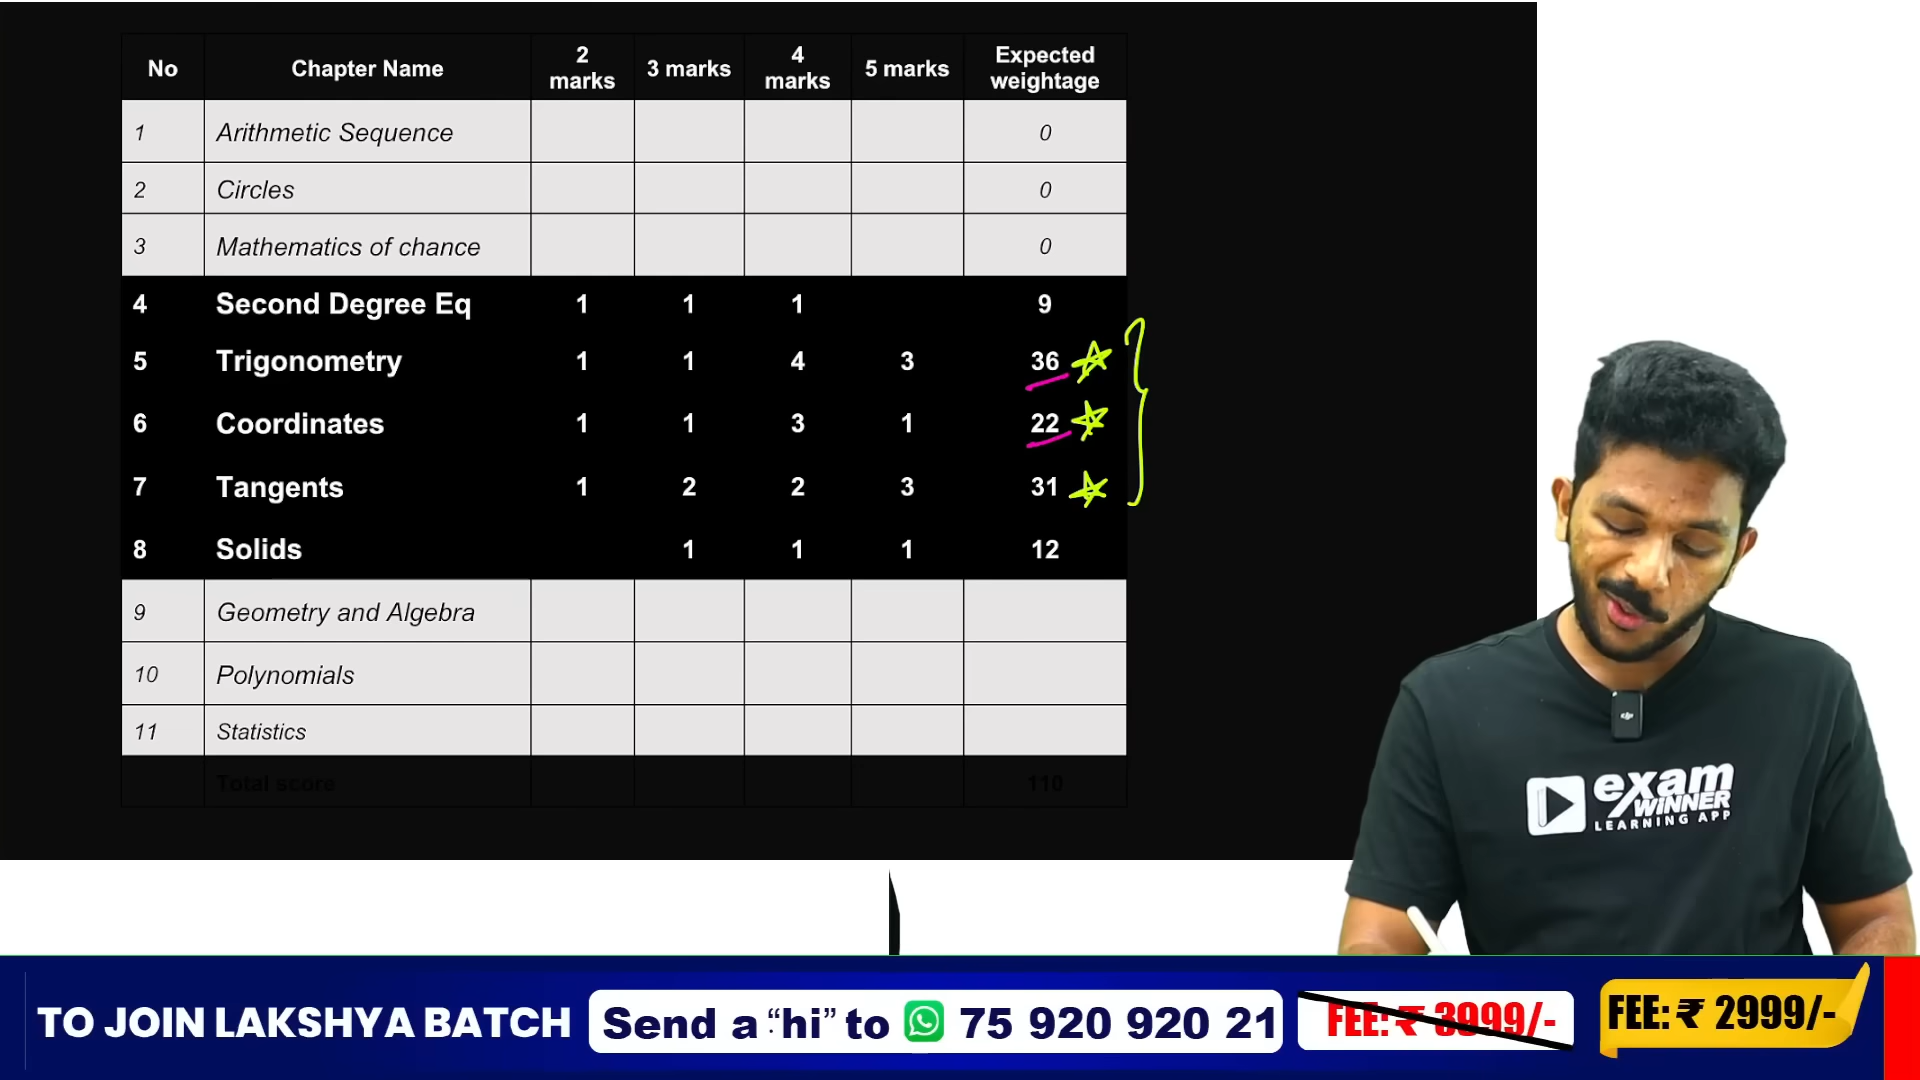 No Chapter Name 2 marks 3 marks 4 marks 5 marks Expected weightage
1 Arithmetic Sequence 0
2 Circles 0
3 Mathematics of chance 0
4 Second Degree Eq 1 1 1 9
5 Trigonometry 1 1 4 3 36
6 Coordinates 1 1 3 1 22
7 Tangents 1 2 2 3 31
8 Solids 1 1 1 12
9 Geometry and Algebra
10 Polynomials
11 Statistics
Total score 110
exam
WINNER
LEARNING APP
TO JOIN LAKSHYA BATCH Send a “hi” to 75 920 920 21 FEE: ₹ 3999/- FEE: ₹ 2999/-